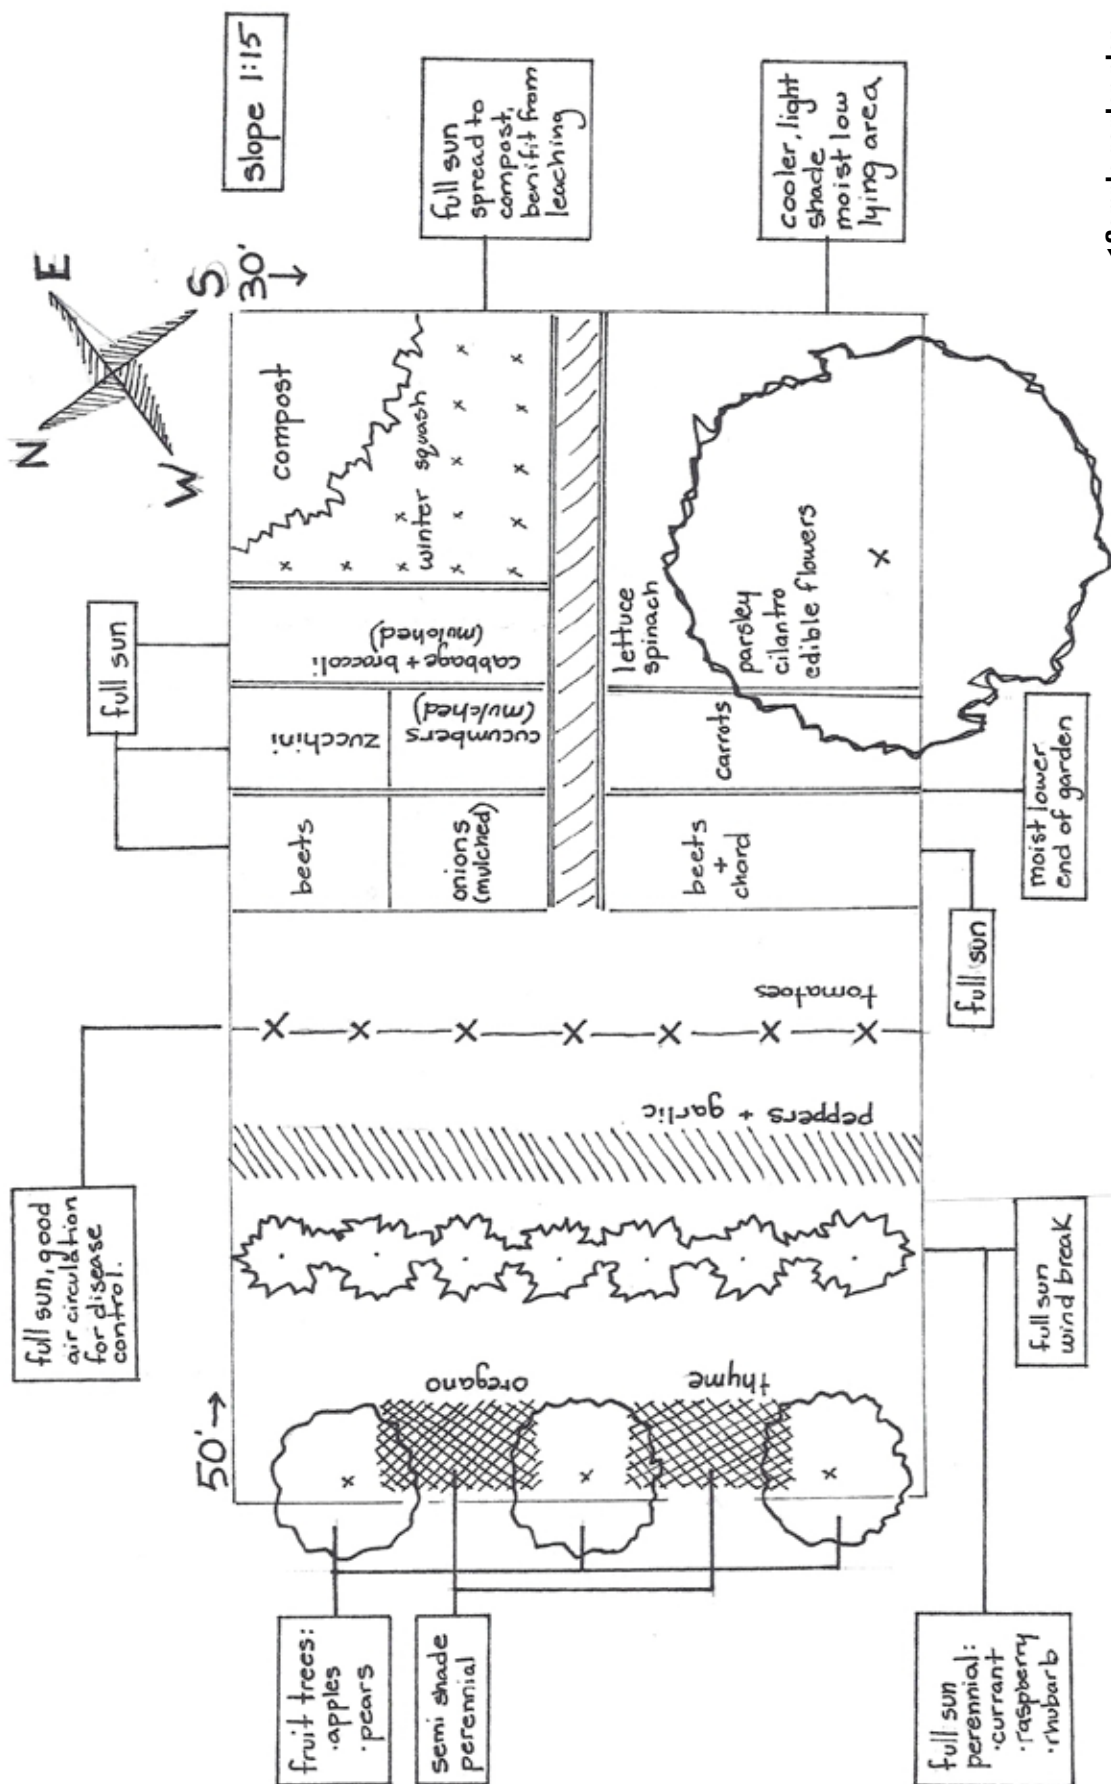 slope 1:15
N
E
S
W
30'
50'
full sun
spread to
compost,
benifit from
leaching
cooler, light
shade
moist low
lying area
compost
winter squash
full sun
cabbage + broccoli
(mulched)
zucchini
cucumbers
(mulched)
beets
onions
(mulched)
lettuce
spinach
parsley
cilantro
edible flowers
carrots
beets
+
chard
moist lower
end of garden
full sun
tomatoes
peppers + garlic
full sun, good
air circulation
for disease
control.
full sun
wind break
oregano
thyme
fruit trees:
·apples
·pears
semi shade
perennial
full sun
perennial:
·currant
·raspberry
·rhubarb